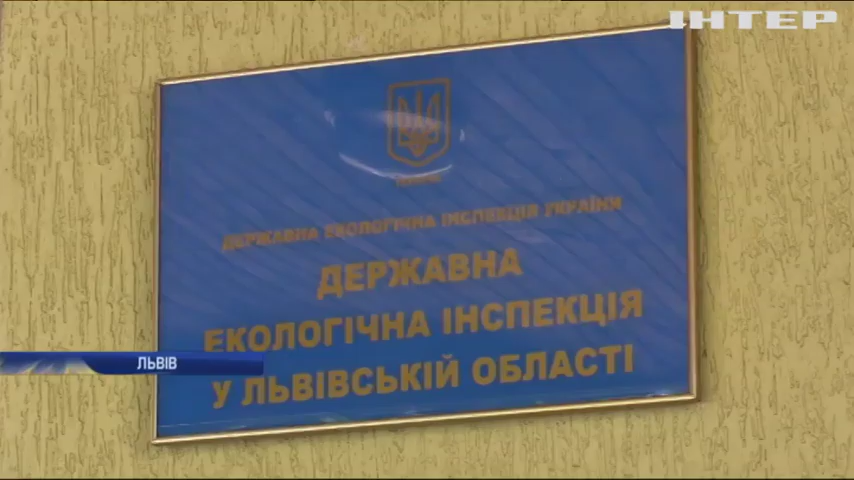 ІНТЕР
ДЕРЖАВНА ЕКОЛОГІЧНА ІНСПЕКЦІЯ УКРАЇНИ
ДЕРЖАВНА
ЕКОЛОГІЧНА ІНСПЕКЦІЯ
У ЛЬВІВСЬКІЙ ОБЛАСТІ
ЛЬВІВ